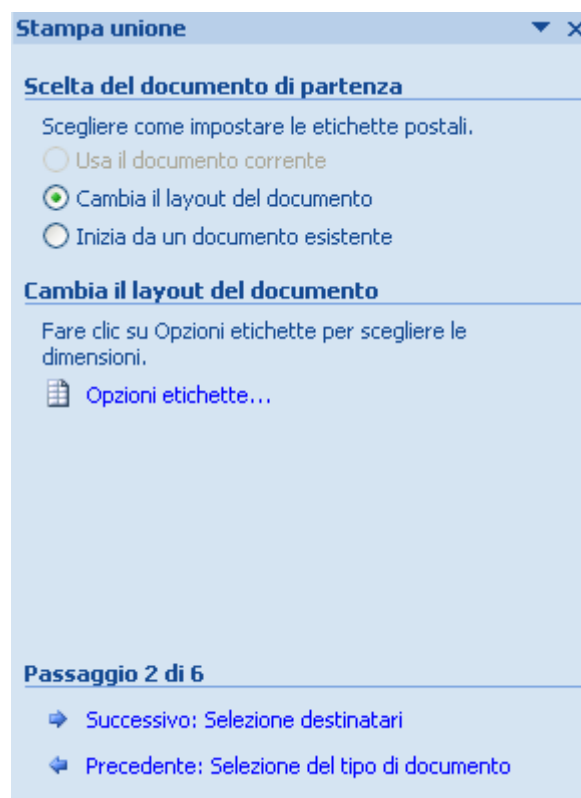 Stampa unione
Scelta del documento di partenza
Scegliere come impostare le etichette postali.
Usa il documento corrente
Cambia il layout del documento
Inizia da un documento esistente
Cambia il layout del documento
Fare clic su Opzioni etichette per scegliere le
dimensioni.
Opzioni etichette...
Passaggio 2 di 6
Successivo: Selezione destinatari
Precedente: Selezione del tipo di documento